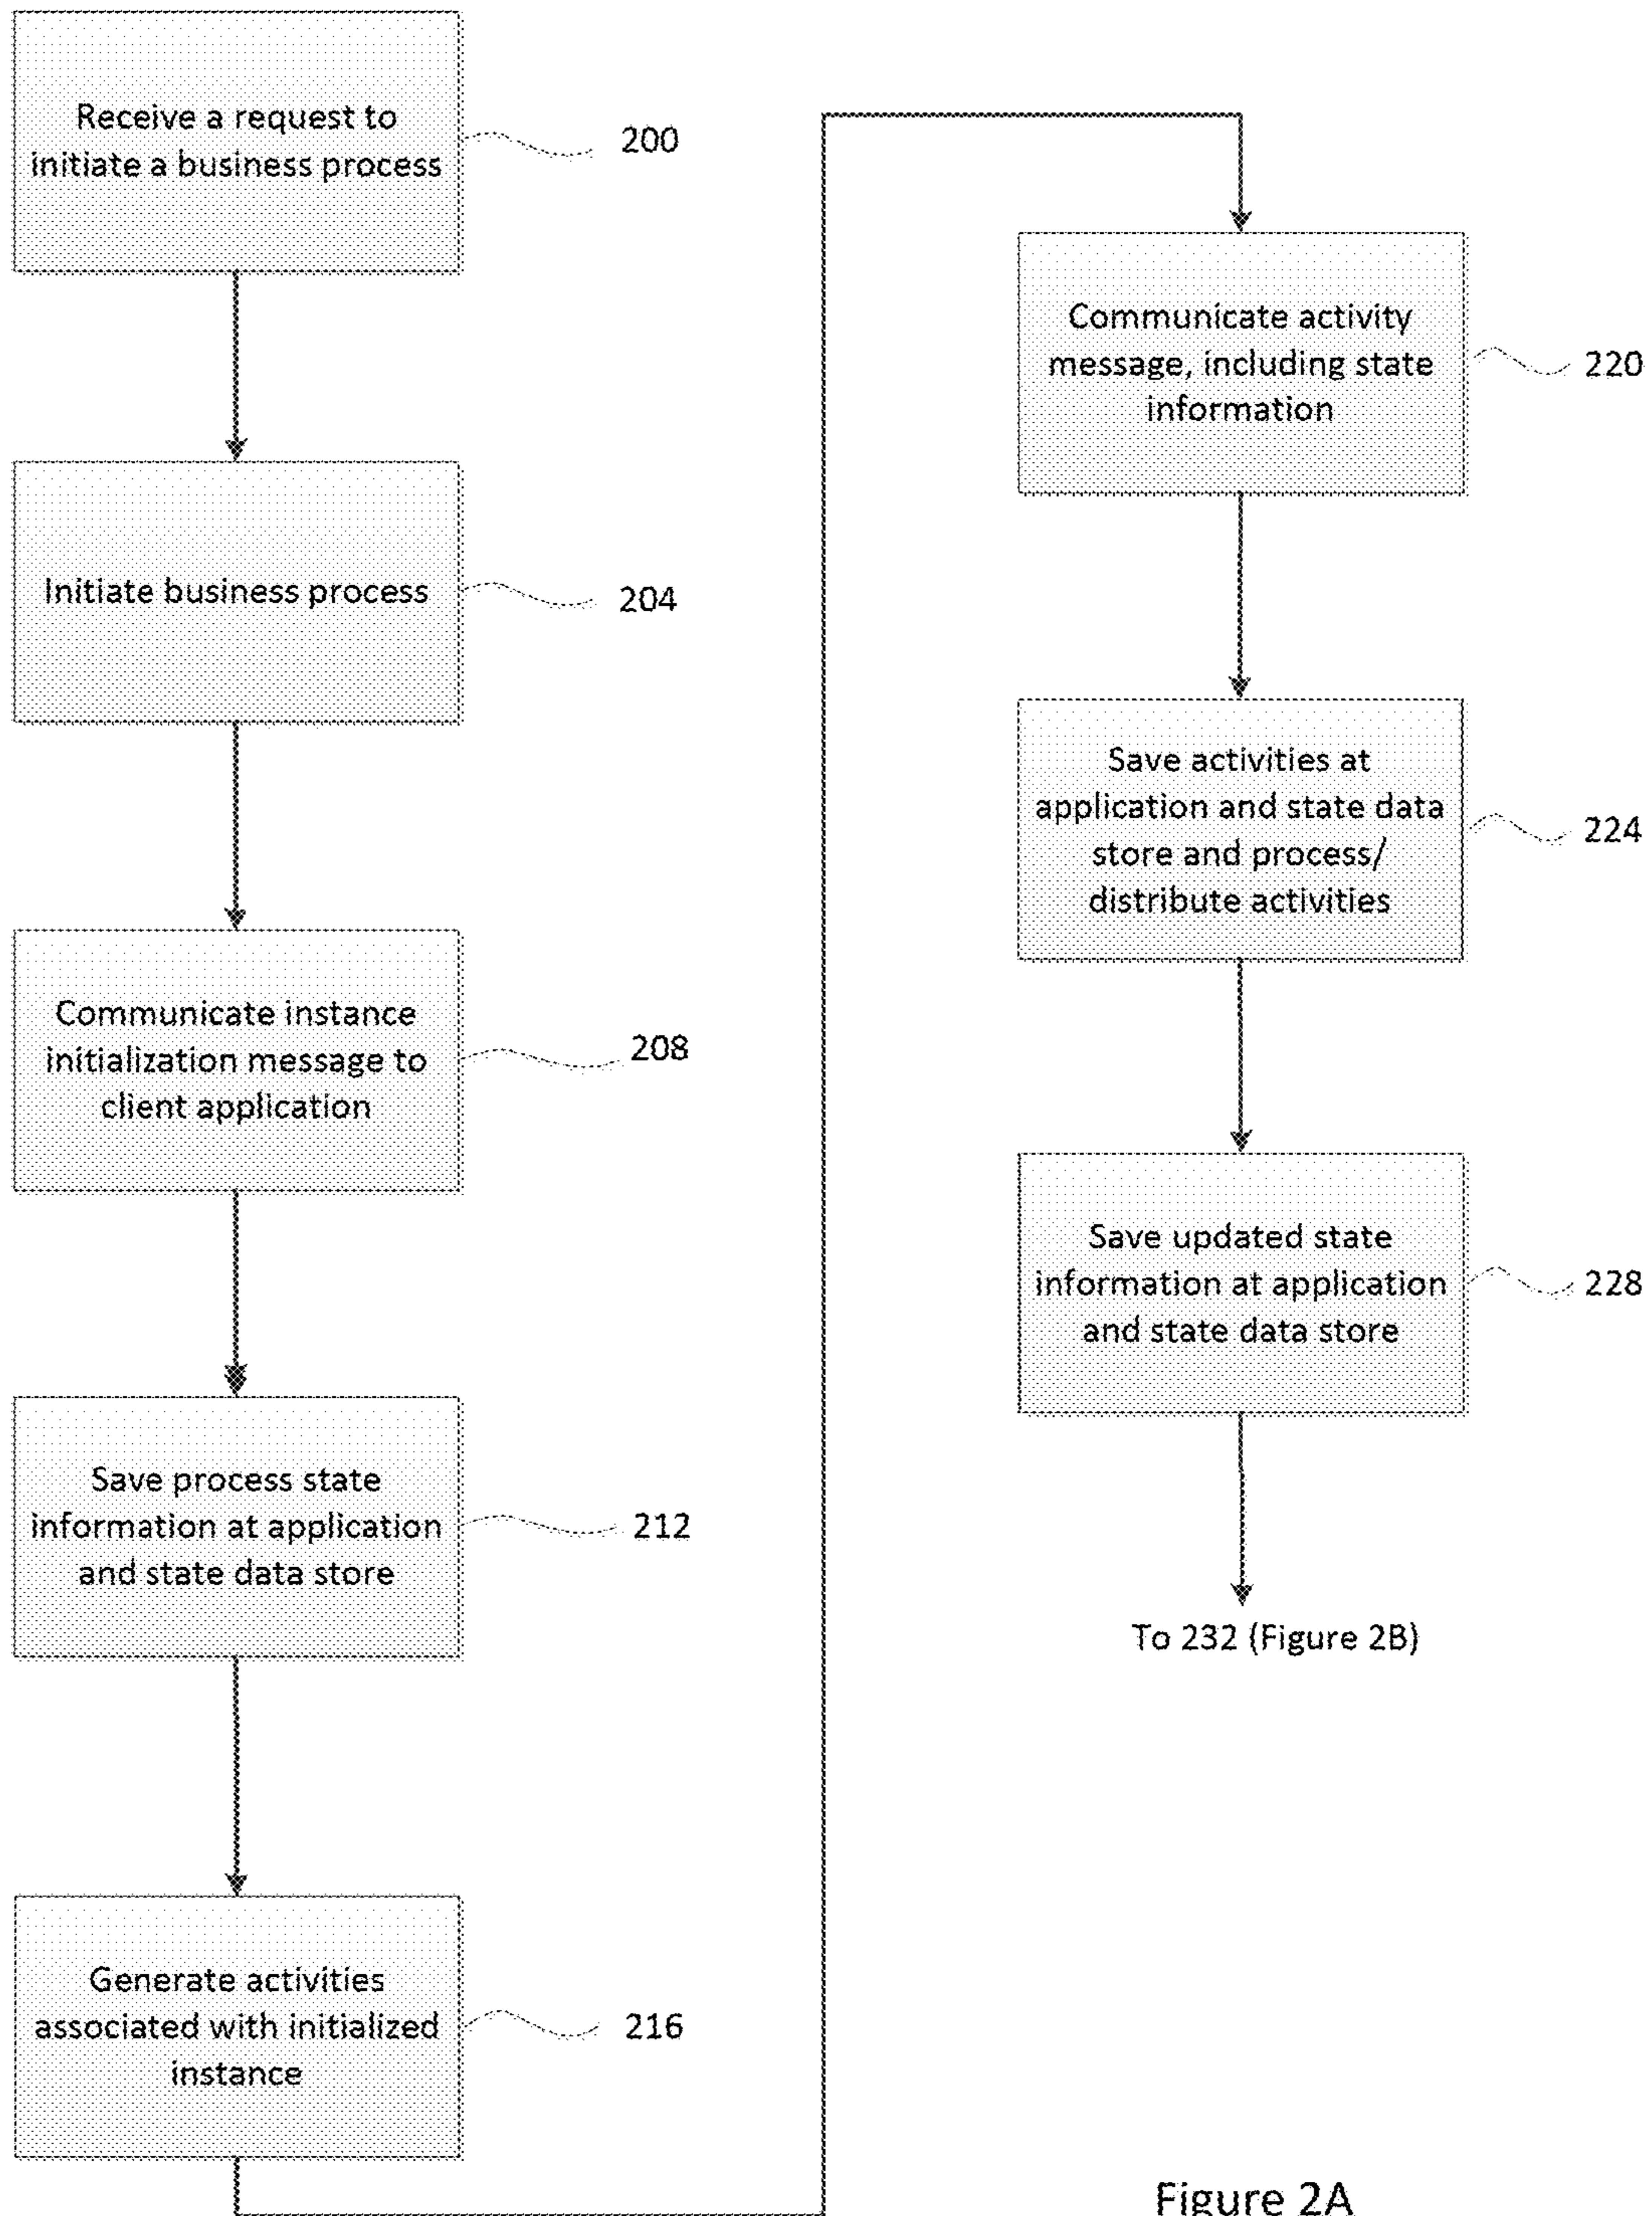 Receive a request to
initiate a business process
200
Initiate business process
204
Communicate instance
initialization message to
client application
208
Save process state
information at application
and state data store
212
Generate activities
associated with initialized
instance
216
Communicate activity
message, including state
information
220
Save activities at
application and state data
store and process/
distribute activities
224
Save updated state
information at application
and state data store
228
To 232 (Figure 2B)
Figure 2A